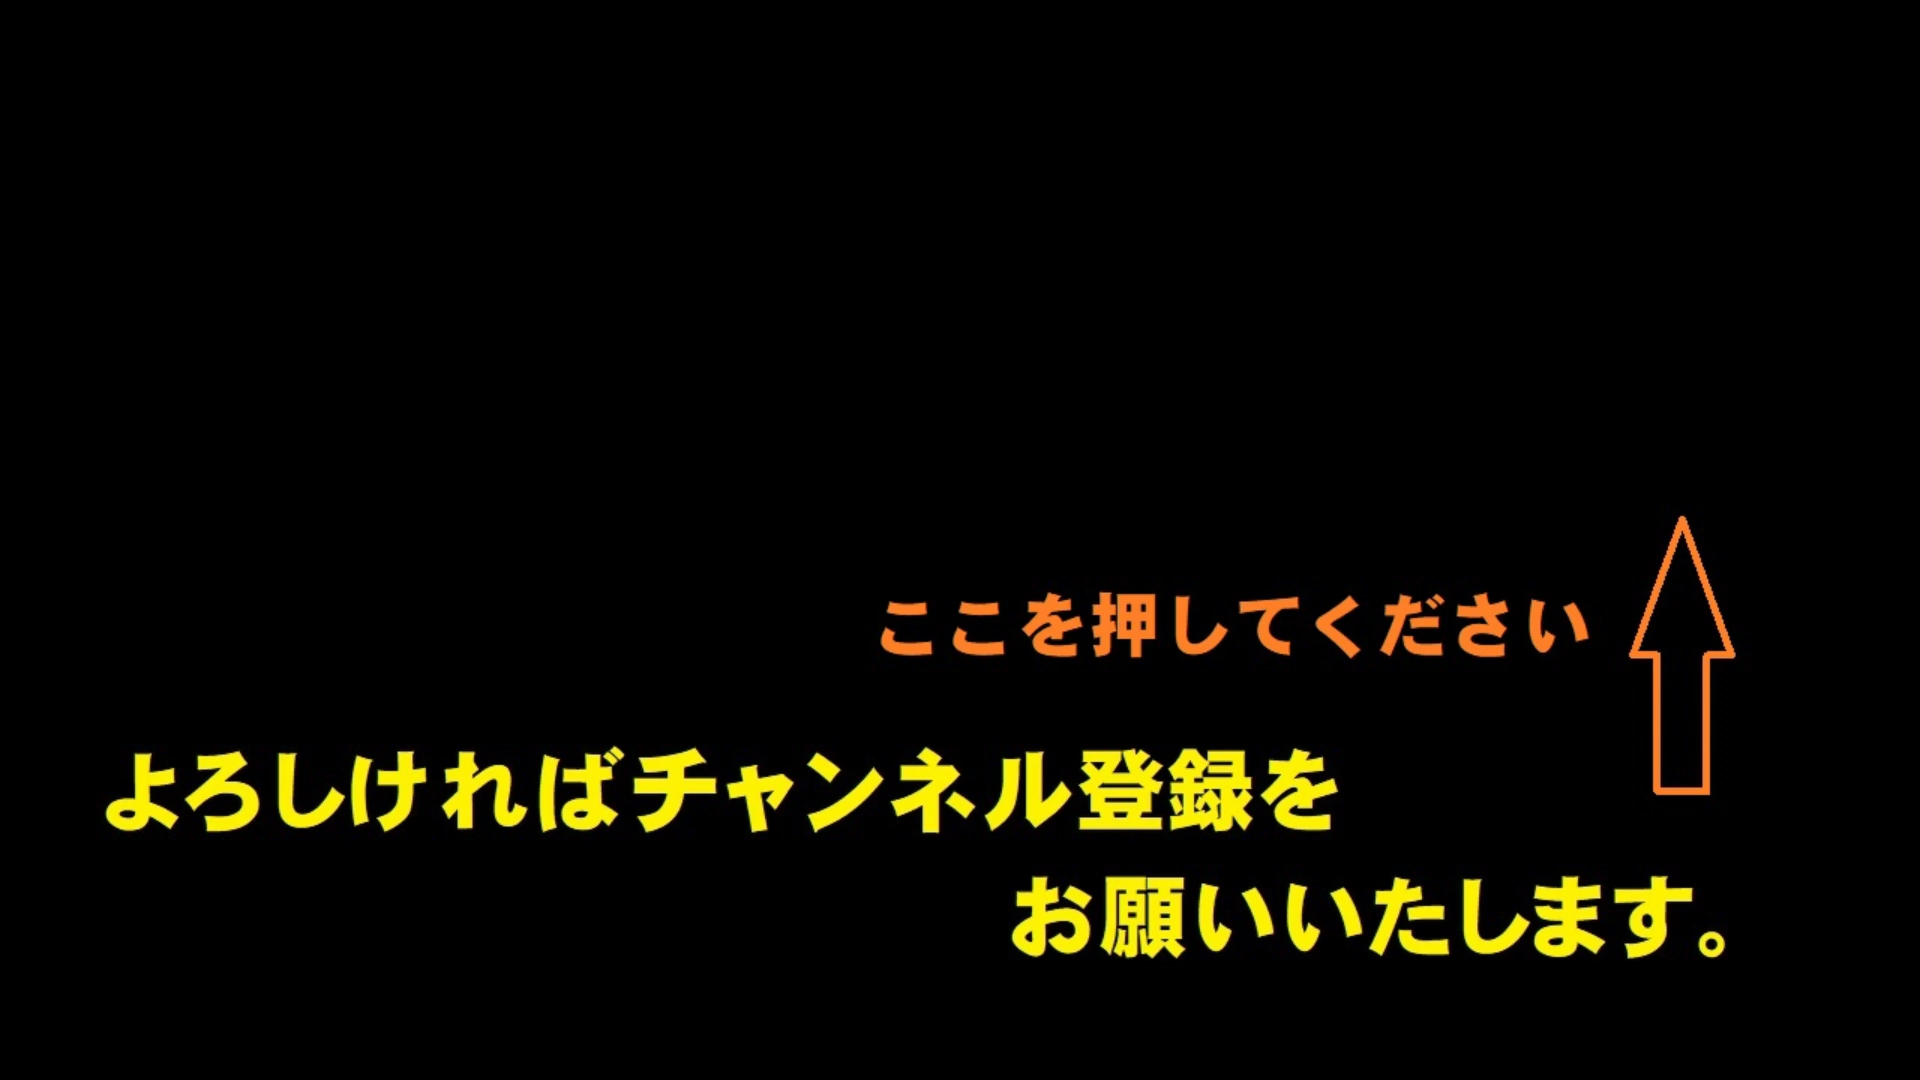 ここを押してください
よろしければチャンネル登録を
お願いいたします。